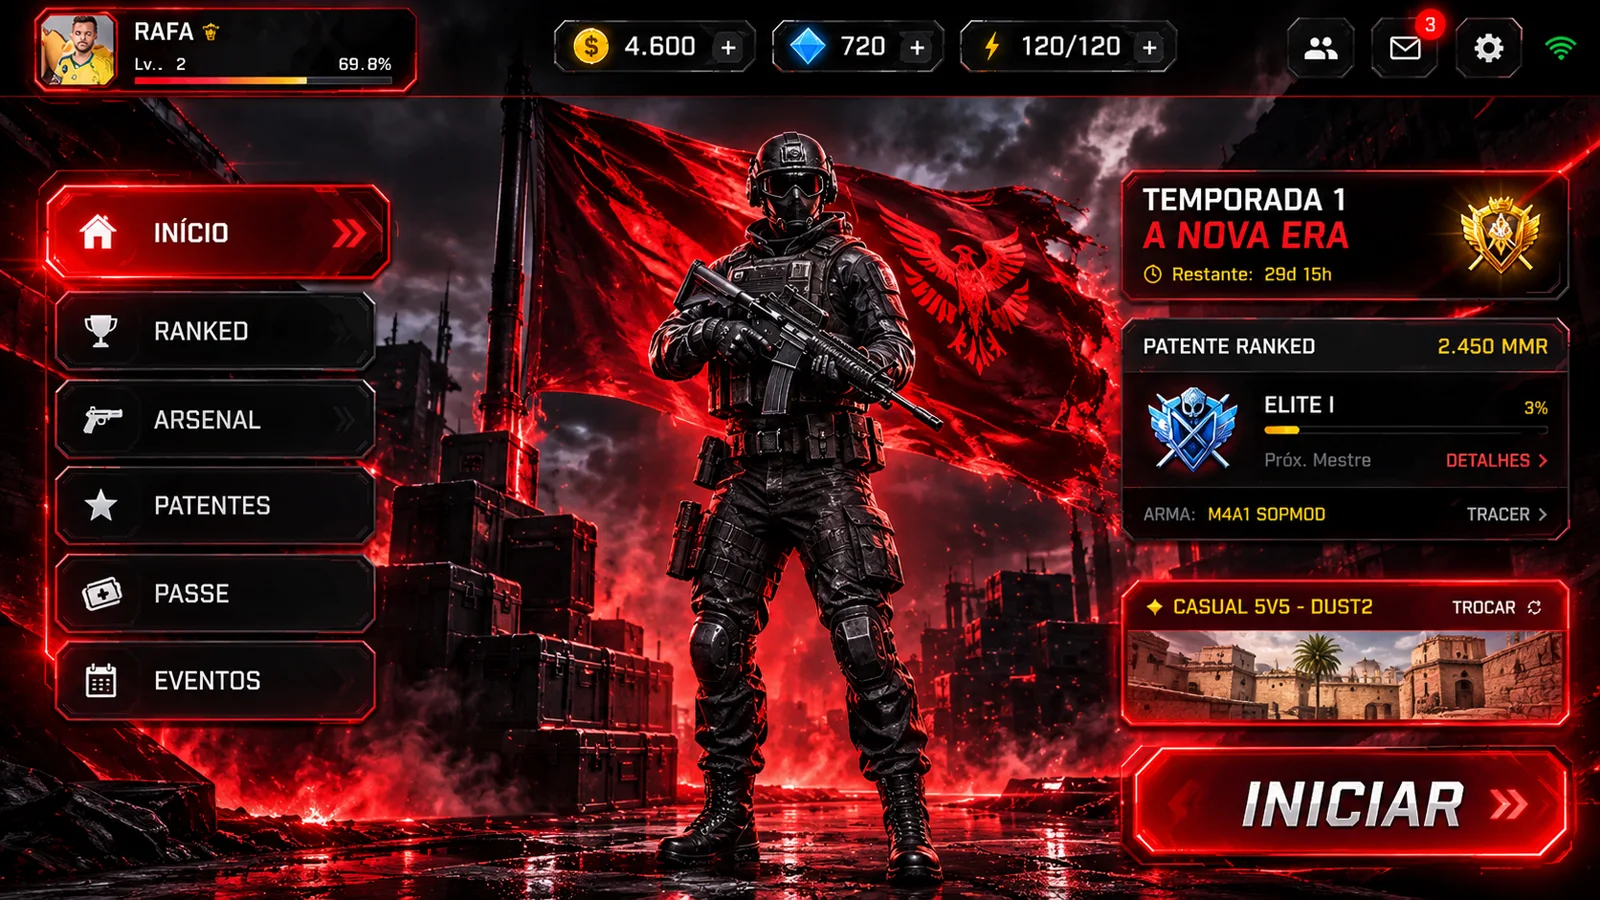 RAFA
Lv.. 2
69.8%
4.600 +
720 +
120/120 +
3
INÍCIO
RANKED
ARSENAL
PATENTES
PASSE
EVENTOS
TEMPORADA 1
A NOVA ERA
Restante: 29d 15h
PATENTE RANKED
2.450 MMR
ELITE I
3%
Próx. Mestre
DETALHES >
ARMA: M4A1 SOPMOD
TRACER >
CASUAL 5V5 - DUST2
TROCAR
INICIAR